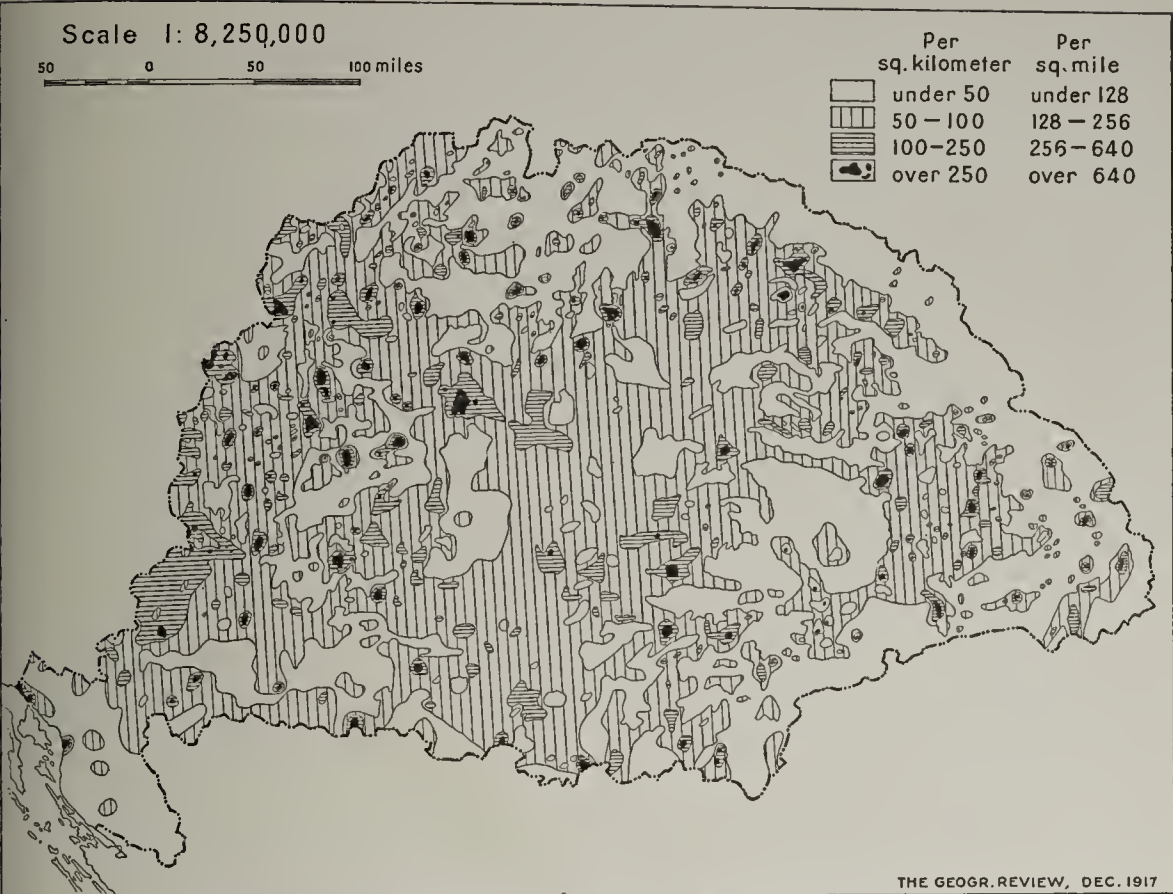 Scale 1: 8,250,000
50 0 50 100 miles
Per Per
sq. kilometer sq. mile
under 50 under 128
50 – 100 128 – 256
100–250 256–640
over 250 over 640
THE GEOGR. REVIEW, DEC. 1917